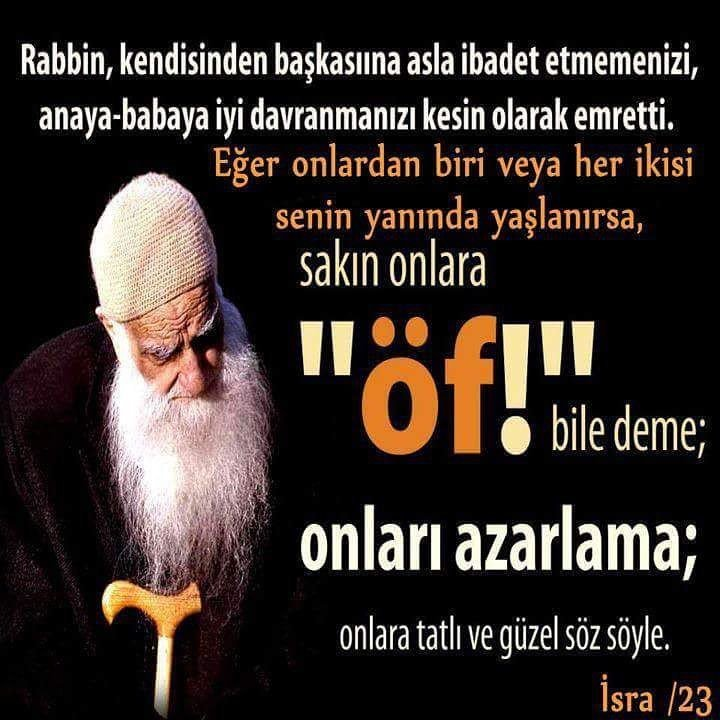 Rabbin, kendisinden başkasıına asla ibadet etmemenizi,
anaya-babaya iyi davranmanızı kesin olarak emretti.
Eğer onlardan biri veya her ikisi
senin yanında yaşlanırsa,
sakın onlara
"öf!" bile deme;
onları azarlama;
onlara tatlı ve güzel söz söyle.
İsra /23